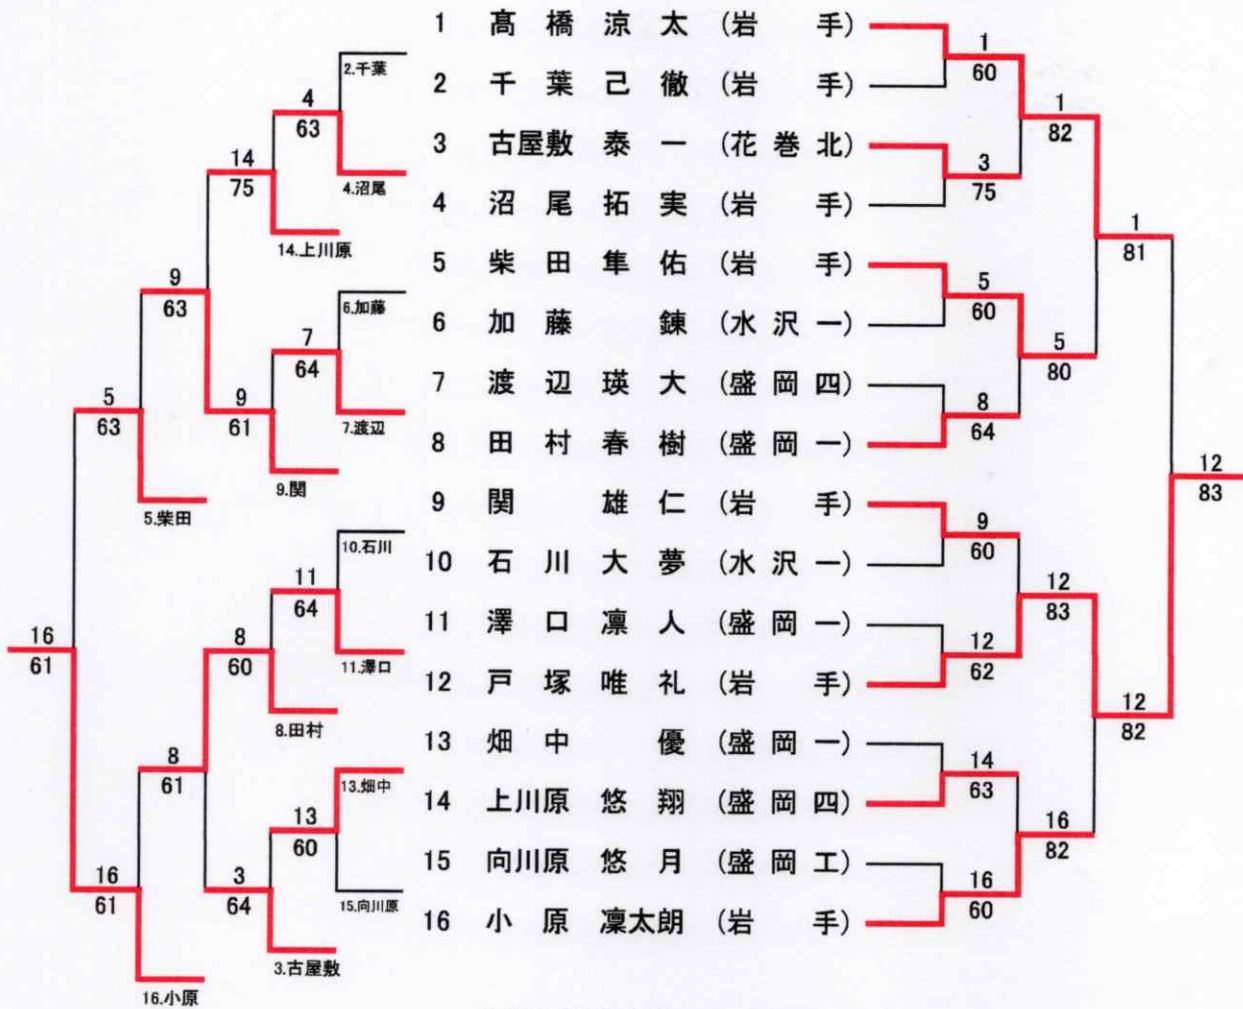 1 髙橋涼太 (岩手)
2 千葉己徹 (岩手)
3 古屋敷泰一 (花巻北)
4 沼尾拓実 (岩手)
5 柴田隼佑 (岩手)
6 加藤錬 (水沢一)
7 渡辺瑛大 (盛岡四)
8 田村春樹 (盛岡一)
9 関雄仁 (岩手)
10 石川大夢 (水沢一)
11 澤口凛人 (盛岡一)
12 戸塚唯礼 (岩手)
13 畑中優 (盛岡一)
14 上川原悠翔 (盛岡四)
15 向川原悠月 (盛岡工)
16 小原凜太朗 (岩手)
1
60
3
75
5
60
8
64
9
60
12
62
14
63
16
60
1
82
5
80
12
83
16
82
1
81
12
82
12
83
2.千葉
4
63
4.沼尾
14
75
14.上川原
9
63
6.加藤
7
64
7.渡辺
9
61
9.関
5
63
5.柴田
10.石川
11
64
11.澤口
8
60
8.田村
16
61
8
61
13.畑中
13
60
15.向川原
3
64
3.古屋敷
16
61
16.小原